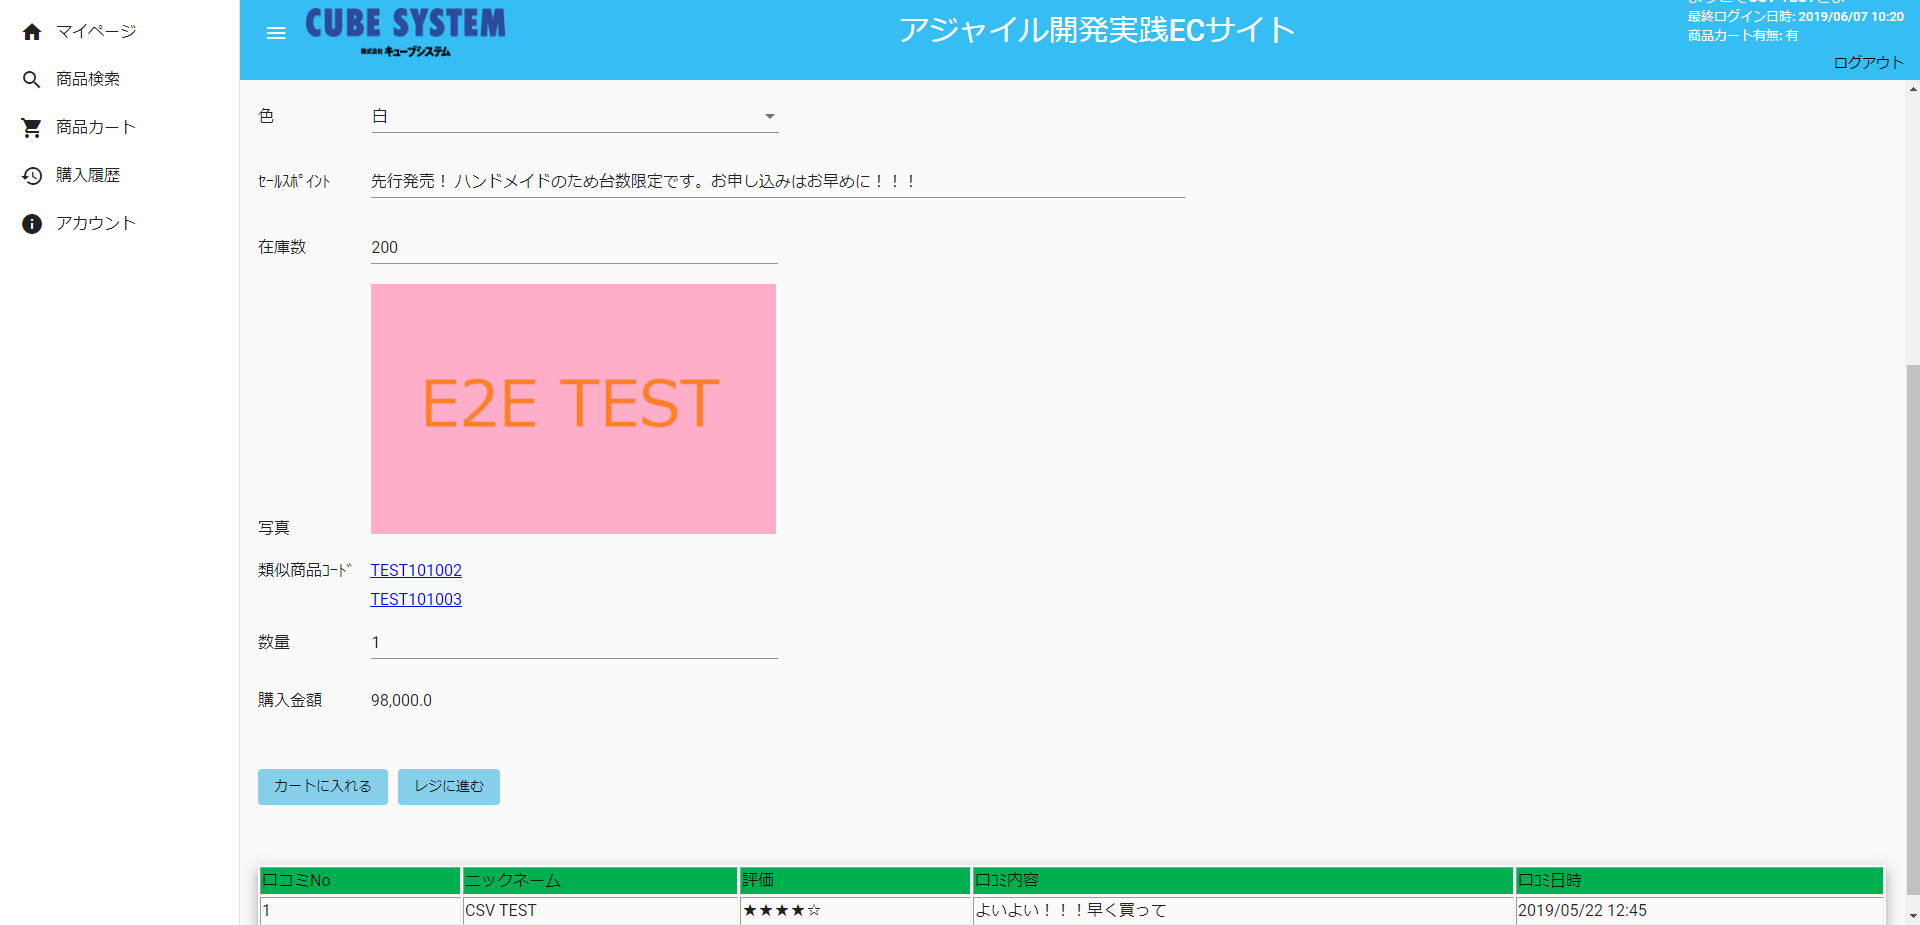 マイページ
商品検索
商品カート
購入履歴
アカウント
CUBE SYSTEM
株式会社 キューブシステム
アジャイル開発実践ECサイト
最終ログイン日時: 2019/06/07 10:20
商品カート有無: 有
ログアウト
色 白
ｾｰﾙｽﾎﾟｲﾝﾄ 先行発売！ハンドメイドのため台数限定です。お申し込みはお早めに！！！
在庫数 200
E2E TEST
写真
類似商品ｺｰﾄﾞ TEST101002
TEST101003
数量 1
購入金額 98,000.0
カートに入れる レジに進む
口コミNo ニックネーム 評価 口ｺﾐ内容 口ｺﾐ日時
1 CSV TEST ★★★★☆ よいよい！！！早く買って 2019/05/22 12:45